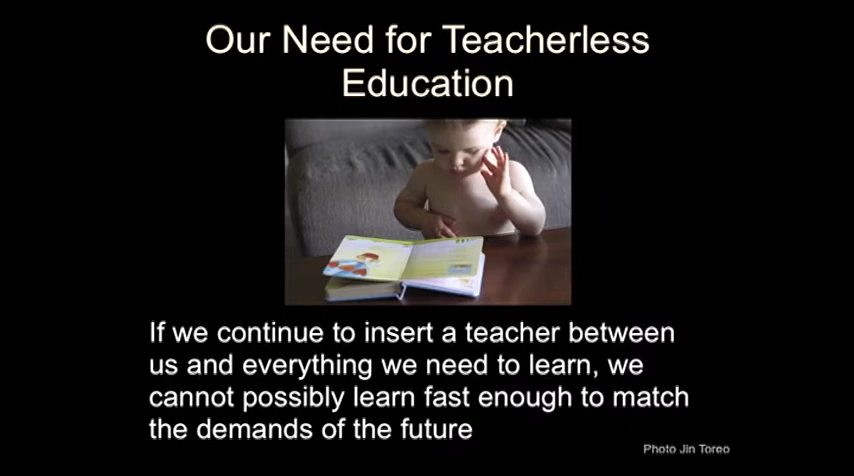 Our Need for Teacherless
Education
If we continue to insert a teacher between
us and everything we need to learn, we
cannot possibly learn fast enough to match
the demands of the future
Photo Jin Toreo